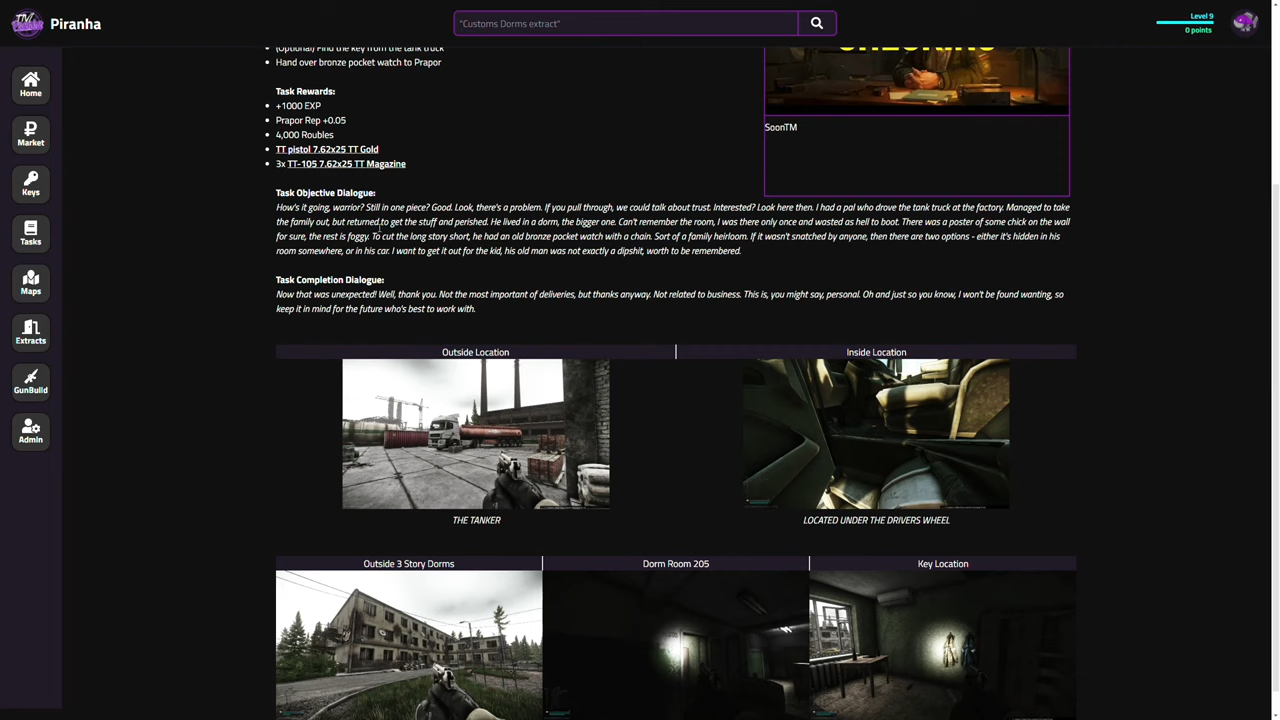 Piranha
"Customs Dorms extract"
Level 9
0 points
Home
Market
Keys
Tasks
Maps
Extracts
GunBuild
Admin
(Optional) Find the key from the tank truck
Hand over bronze pocket watch to Prapor
CHECKING
SoonTM
Task Rewards:
+1000 EXP
Prapor Rep +0.05
4,000 Roubles
TT pistol 7.62x25 TT Gold
3x TT-105 7.62x25 TT Magazine
Task Objective Dialogue:
How's it going, warrior? Still in one piece? Good. Look, there's a problem. If you pull through, we could talk about trust. Interested? Look here then. I had a pal who drove the tank truck at the factory. Managed to
take the family out, but returned to get the stuff and perished. He lived in a dorm, the bigger one. Can't remember the room, I was there only once and wasted as hell to boot. There was a poster of some chick on the wall
for sure, the rest is foggy. To cut the long story short, he had an old bronze pocket watch with a chain. Sort of a family heirloom. If it wasn't snatched by anyone, then there are two options - either it's hidden in his
room somewhere, or in his car. I want to get it out for the kid, his old man was not exactly a dipshit, worth to be remembered.
Task Completion Dialogue:
Now that was unexpected! Well, thank you. Not the most important of deliveries, but thanks anyway. Not related to business. This is, you might say, personal. Oh and just so you know, I won't be found wanting, so
keep it in mind for the future who's best to work with.
Outside Location
Inside Location
THE TANKER
LOCATED UNDER THE DRIVERS WHEEL
Outside 3 Story Dorms
Dorm Room 205
Key Location